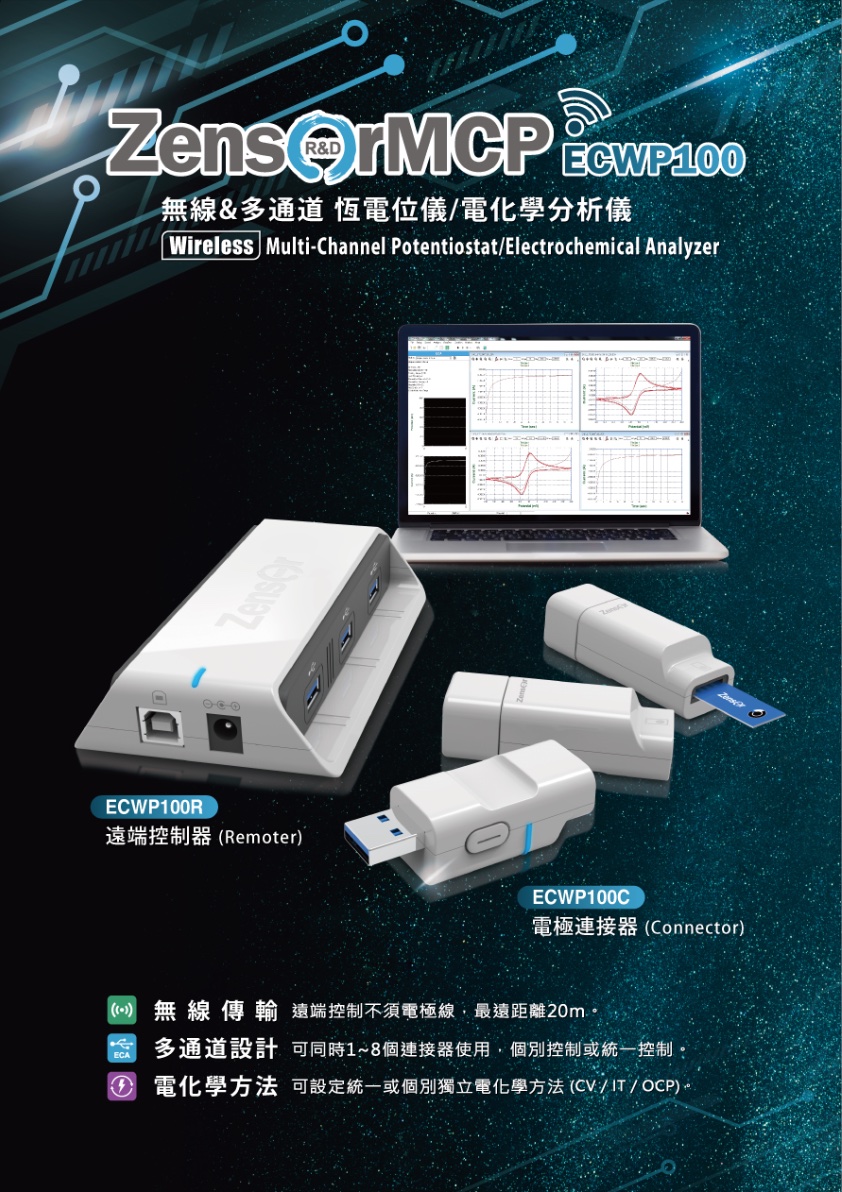 ZensOrMCP ECWP100
R&D
無線&多通道 恆電位儀/電化學分析儀
Wireless Multi-Channel Potentiostat/Electrochemical Analyzer
ZensOr
ZensOr
ZensOr
ECWP100R
遠端控制器 (Remoter)
ECWP100C
電極連接器 (Connector)
無線傳輸 遠端控制不須電極線，最遠距離20m。
多通道設計 可同時1~8個連接器使用，個別控制或統一控制。
ECA
電化學方法 可設定統一或個別獨立電化學方法 (CV / IT / OCP)。